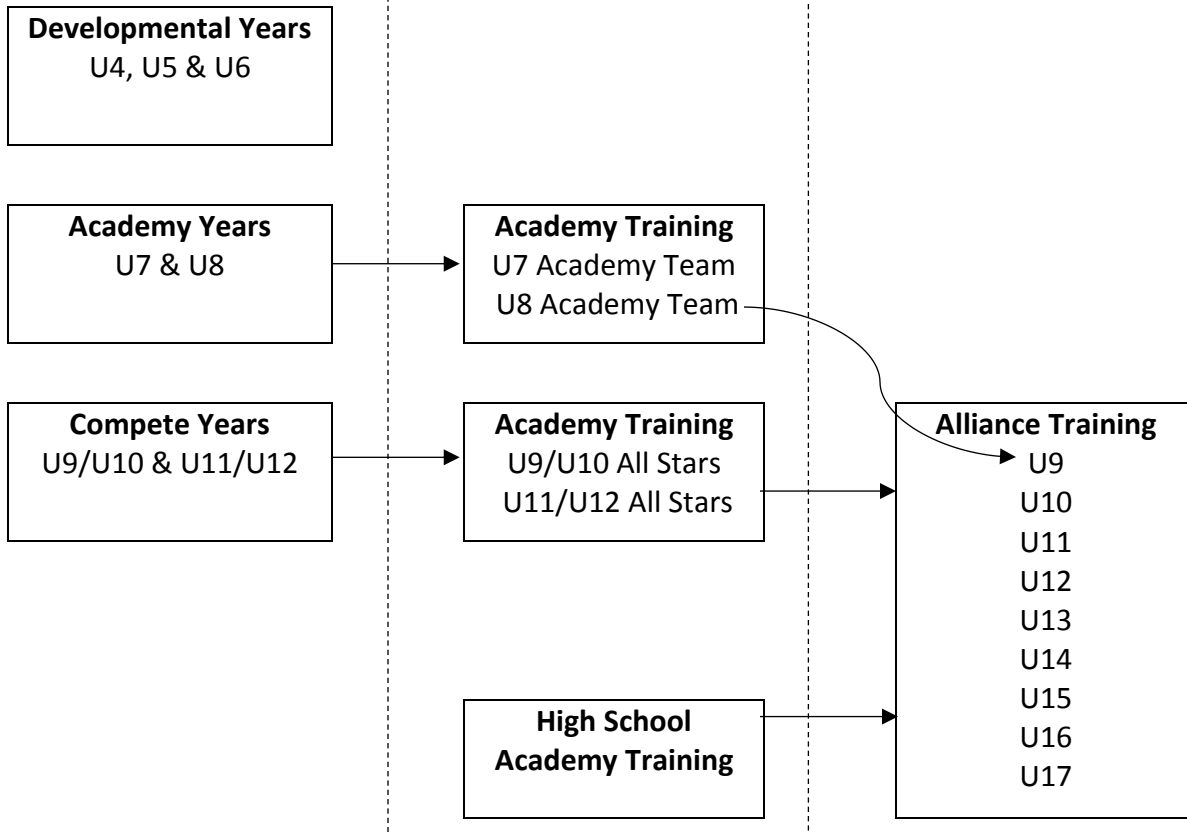 Developmental Years
U4, U5 & U6
Academy Years
U7 & U8
Academy Training
U7 Academy Team
U8 Academy Team
Compete Years
U9/U10 & U11/U12
Academy Training
U9/U10 All Stars
U11/U12 All Stars
High School
Academy Training
Alliance Training
U9
U10
U11
U12
U13
U14
U15
U16
U17